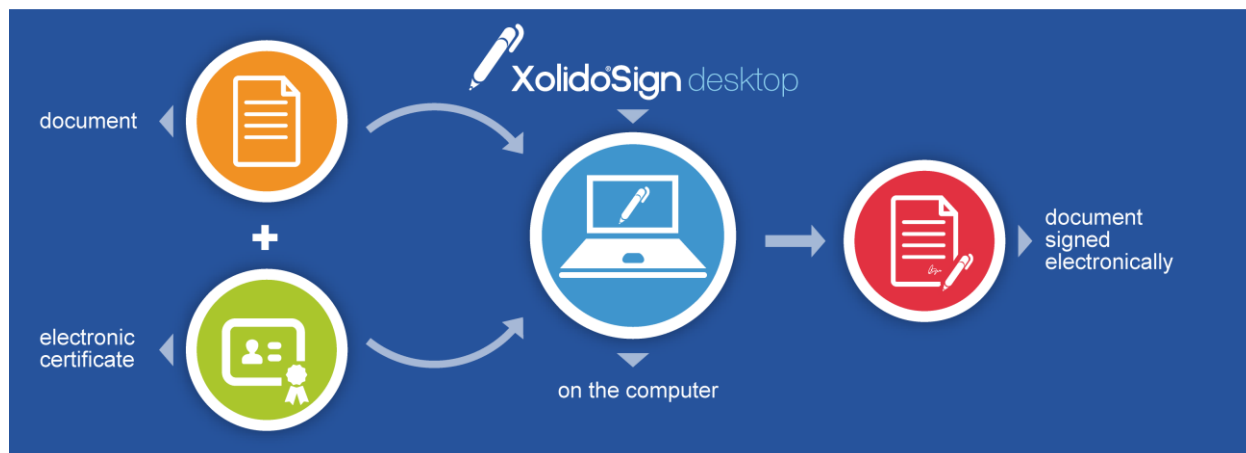 XolidoSign® desktop
document
electronic
certificate
on the computer
document
signed
electronically